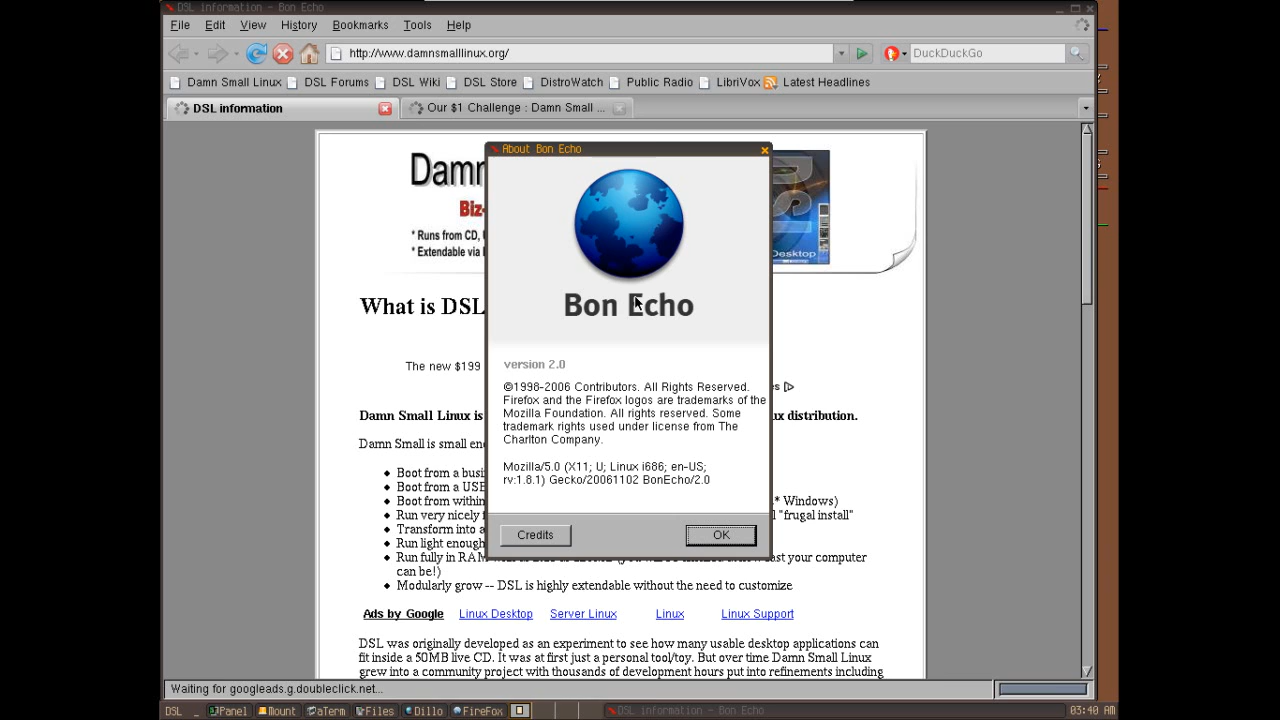 DSL information - Bon Echo
File Edit View History Bookmarks Tools Help
http://www.damnsmalllinux.org/
DuckDuckGo
Damn Small Linux DSL Forums DSL Wiki DSL Store DistroWatch Public Radio LibriVox Latest Headlines
DSL information Our $1 Challenge : Damn Small ...
About Bon Echo
Damn
Biz-
* Runs from CD,
* Extendable via
Desktop
What is DSL
The new $199
Damn Small Linux is
distribution.
Damn Small is small
Boot from a
Boot from a USB
Boot from within
* Windows)
Run very nicely
"frugal install"
Transform into a
Run light enough
Run fully in RAM
your computer
can be!)
Modularly grow -- DSL is highly extendable without the need to customize
Bon Echo
version 2.0
©1998-2006 Contributors. All Rights Reserved.
Firefox and the Firefox logos are trademarks of the
Mozilla Foundation. All rights reserved. Some
trademark rights used under license from The
Charlton Company.
Mozilla/5.0 (X11; U; Linux i686; en-US;
rv:1.8.1) Gecko/20061102 BonEcho/2.0
Credits OK
Ads by Google Linux Desktop Server Linux Linux Linux Support
DSL was originally developed as an experiment to see how many usable desktop applications can
fit inside a 50MB live CD. It was at first just a personal tool/toy. But over time Damn Small Linux
grew into a community project with thousands of development hours put into refinements including
Waiting for googleads.g.doubleclick.net...
DSL _ Panel Mount aTerm Files Dillo FireFox DSL information - Bon Echo 03:40 AM